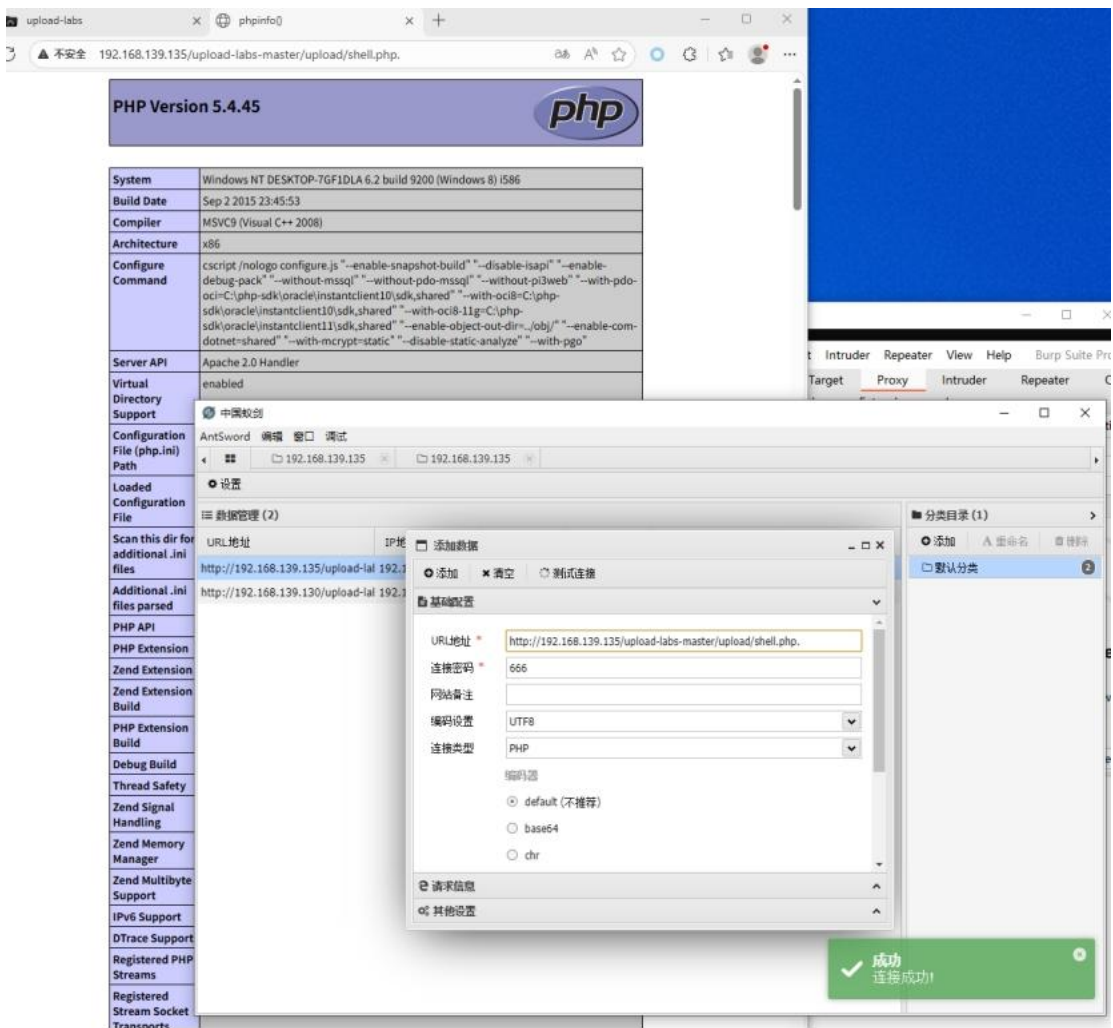 upload-labs
phpinfo()
不安全 192.168.139.135/upload-labs-master/upload/shell.php.
PHP Version 5.4.45
php
System Windows NT DESKTOP-7GF1DLA 6.2 build 9200 (Windows 8) i586
Build Date Sep 2 2015 23:45:53
Compiler MSVC9 (Visual C++ 2008)
Architecture x86
Configure Command
cscript /nologo configure.js "--enable-snapshot-build" "--disable-isapi" "--enable-
debug-pack" "--without-mssql" "--without-pdo-mssql" "--without-pi3web" "--with-pdo-
oci=C:\php-sdk\oracle\instantclient10\sdk,shared" "--with-oci8=C:\php-
sdk\oracle\instantclient10\sdk,shared" "--with-oci8-11g=C:\php-
sdk\oracle\instantclient11\sdk,shared" "--enable-object-out-dir=../obj/" "--enable-com-
dotnet=shared" "--with-mcrypt=static" "--disable-static-analyze" "--with-pgo"
Server API Apache 2.0 Handler
Virtual
Directory
Support
enabled
Configuration
File (php.ini)
Path
Loaded
Configuration
File
Scan this dir for
additional .ini
files
Additional .ini
files parsed
PHP API
PHP Extension
Zend Extension
Zend Extension
Build
PHP Extension
Build
Debug Build
Thread Safety
Zend Signal
Handling
Zend Memory
Manager
Zend Multibyte
Support
IPv6 Support
DTrace Support
Registered PHP
Streams
Registered
Stream Socket
Transports
Intruder Repeater View Help Burp Suite Pro
Target Proxy Intruder Repeater
中国蚁剑
AntSword 编辑 窗口 调试
192.168.139.135
192.168.139.135
设置
数据管理 (2)
URL地址 IP地
http://192.168.139.135/upload-lal 192.1
http://192.168.139.130/upload-lal 192.1
添加数据
添加 清空 测试连接
基础配置
URL地址 * http://192.168.139.135/upload-labs-master/upload/shell.php.
连接密码 * 666
网站备注
编码设置 UTF8
连接类型 PHP
编码器
default (不推荐)
base64
chr
请求信息
其他设置
分类目录 (1)
添加 重命名 删除
默认分类 2
成功
连接成功!